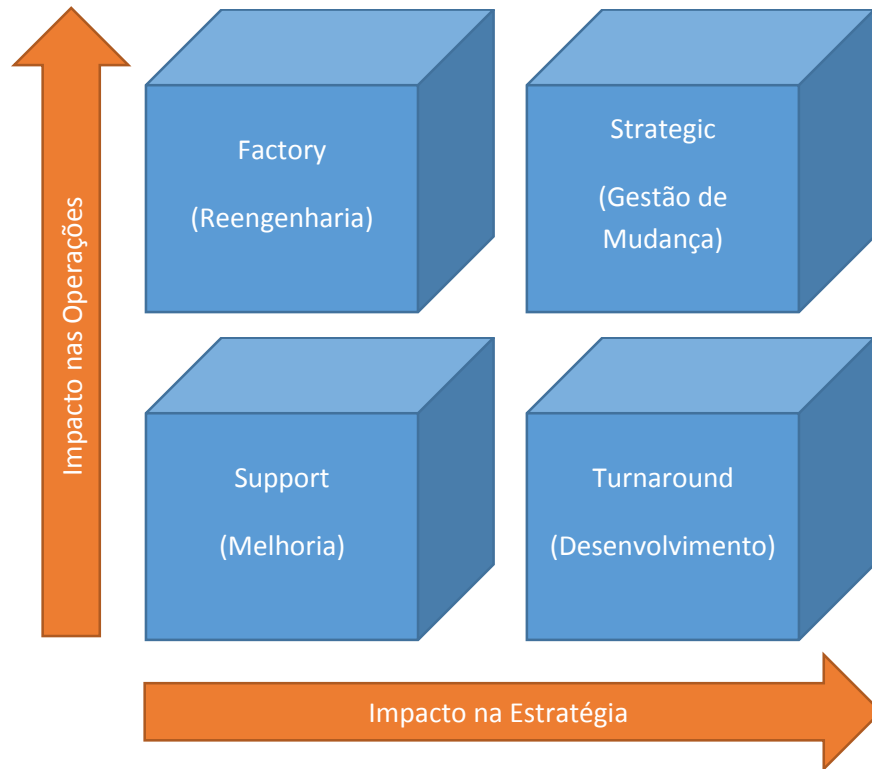 Impacto nas Operações
Factory
(Reengenharia)
Strategic
(Gestão de
Mudança)
Support
(Melhoria)
Turnaround
(Desenvolvimento)
Impacto na Estratégia